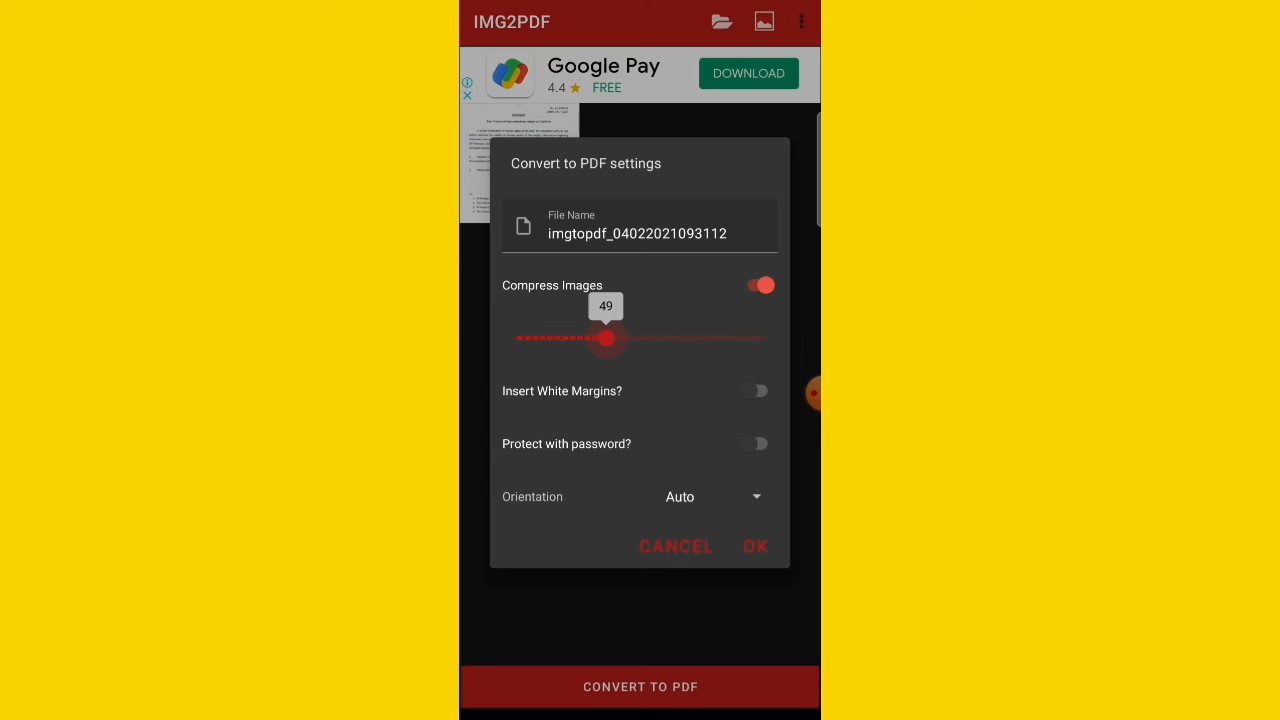 IMG2PDF
Google Pay
4.4 FREE
DOWNLOAD
Convert to PDF settings
File Name
imgtopdf_04022021093112
Compress Images
49
Insert White Margins?
Protect with password?
Orientation
Auto
CANCEL
OK
CONVERT TO PDF